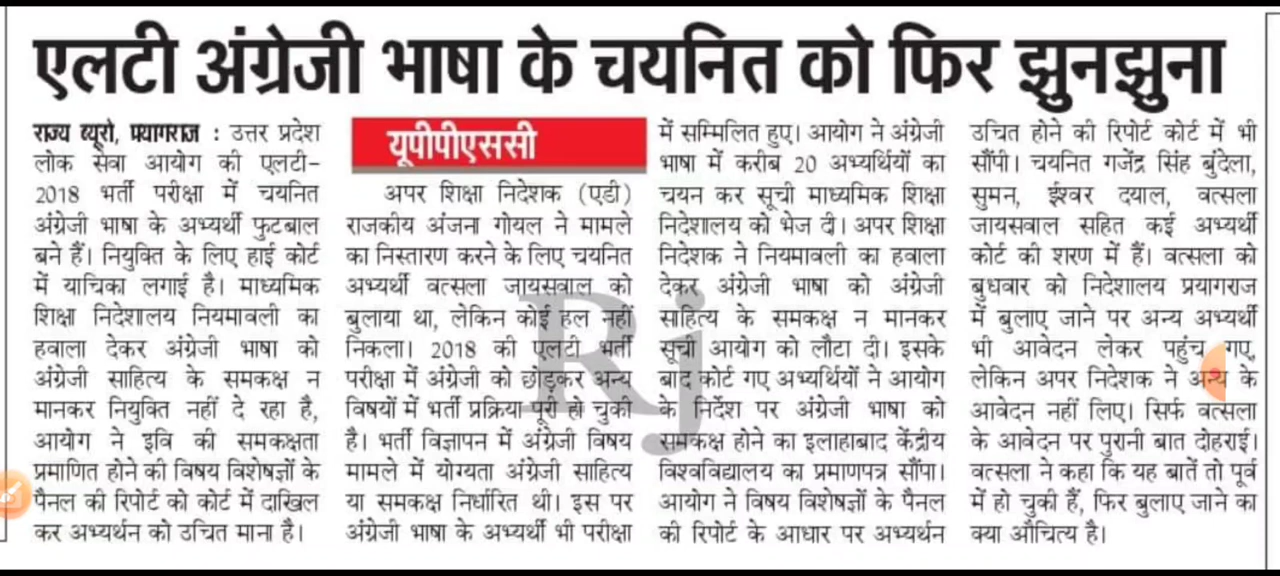 एलटी अंग्रेजी भाषा के चयनित को फिर झुनझुना
राज्य ब्यूरो, प्रयागराज : उत्तर प्रदेश
लोक सेवा आयोग की एलटी-
2018 भर्ती परीक्षा में चयनित
अंग्रेजी भाषा के अभ्यर्थी फुटबाल
बने हैं। नियुक्ति के लिए हाई कोर्ट
में याचिका लगाई है। माध्यमिक
शिक्षा निदेशालय नियमावली का
हवाला देकर अंग्रेजी भाषा को
अंग्रेजी साहित्य के समकक्ष न
मानकर नियुक्ति नहीं दे रहा है,
आयोग ने इवि की समकक्षता
प्रमाणित होने की विषय विशेषज्ञों के
पैनल की रिपोर्ट को कोर्ट में दाखिल
कर अभ्यर्थन को उचित माना है।
यूपीपीएससी
अपर शिक्षा निदेशक (एडी)
राजकीय अंजना गोयल ने मामले
का निस्तारण करने के लिए चयनित
अभ्यर्थी वत्सला जायसवाल को
बुलाया था, लेकिन कोई हल नहीं
निकला। 2018 की एलटी भर्ती
परीक्षा में अंग्रेजी को छोड़कर अन्य
विषयों में भर्ती प्रक्रिया पूरी हो चुकी
है। भर्ती विज्ञापन में अंग्रेजी विषय
मामले में योग्यता अंग्रेजी साहित्य
या समकक्ष निर्धारित थी। इस पर
अंग्रेजी भाषा के अभ्यर्थी भी परीक्षा
में सम्मिलित हुए। आयोग ने अंग्रेजी
भाषा में करीब 20 अभ्यर्थियों का
चयन कर सूची माध्यमिक शिक्षा
निदेशालय को भेज दी। अपर शिक्षा
निदेशक ने नियमावली का हवाला
देकर अंग्रेजी भाषा को अंग्रेजी
साहित्य के समकक्ष न मानकर
सूची आयोग को लौटा दी। इसके
बाद कोर्ट गए अभ्यर्थियों ने आयोग
के निर्देश पर अंग्रेजी भाषा को
समकक्ष होने का इलाहाबाद केंद्रीय
विश्वविद्यालय का प्रमाणपत्र सौंपा।
आयोग ने विषय विशेषज्ञों के पैनल
की रिपोर्ट के आधार पर अभ्यर्थन
उचित होने की रिपोर्ट कोर्ट में भी
सौंपी। चयनित गजेंद्र सिंह बुंदेला,
सुमन, ईश्वर दयाल, वत्सला
जायसवाल सहित कई अभ्यर्थी
कोर्ट की शरण में हैं। वत्सला को
बुधवार को निदेशालय प्रयागराज
में बुलाए जाने पर अन्य अभ्यर्थी
भी आवेदन लेकर पहुंच गए,
लेकिन अपर निदेशक ने अन्य के
आवेदन नहीं लिए। सिर्फ वत्सला
के आवेदन पर पुरानी बात दोहराई।
वत्सला ने कहा कि यह बातें तो पूर्व
में हो चुकी हैं, फिर बुलाए जाने का
क्या औचित्य है।
Rj